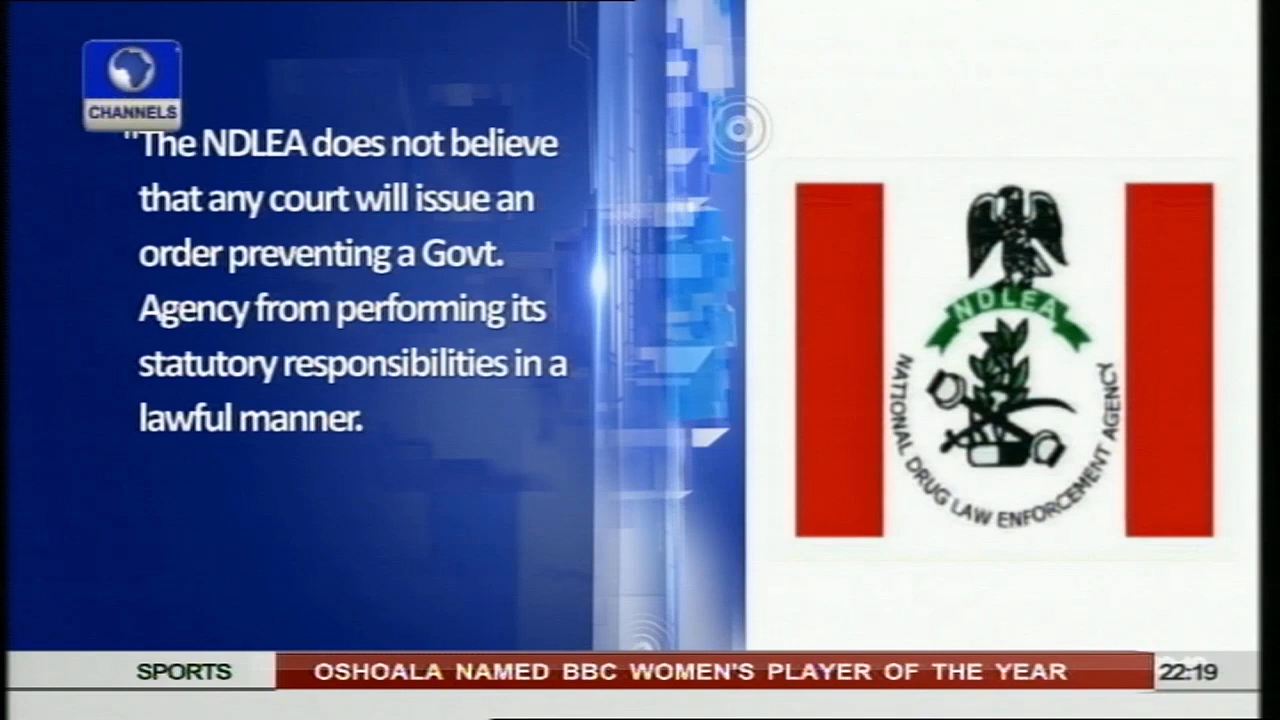 CHANNELS
"The NDLEA does not believe
that any court will issue an
order preventing a Govt.
Agency from performing its
statutory responsibilities in a
lawful manner.
NDLEA
NATIONAL DRUG LAW ENFORCEMENT AGENCY
SPORTS
OSHOALA NAMED BBC WOMEN'S PLAYER OF THE YEAR
22:19